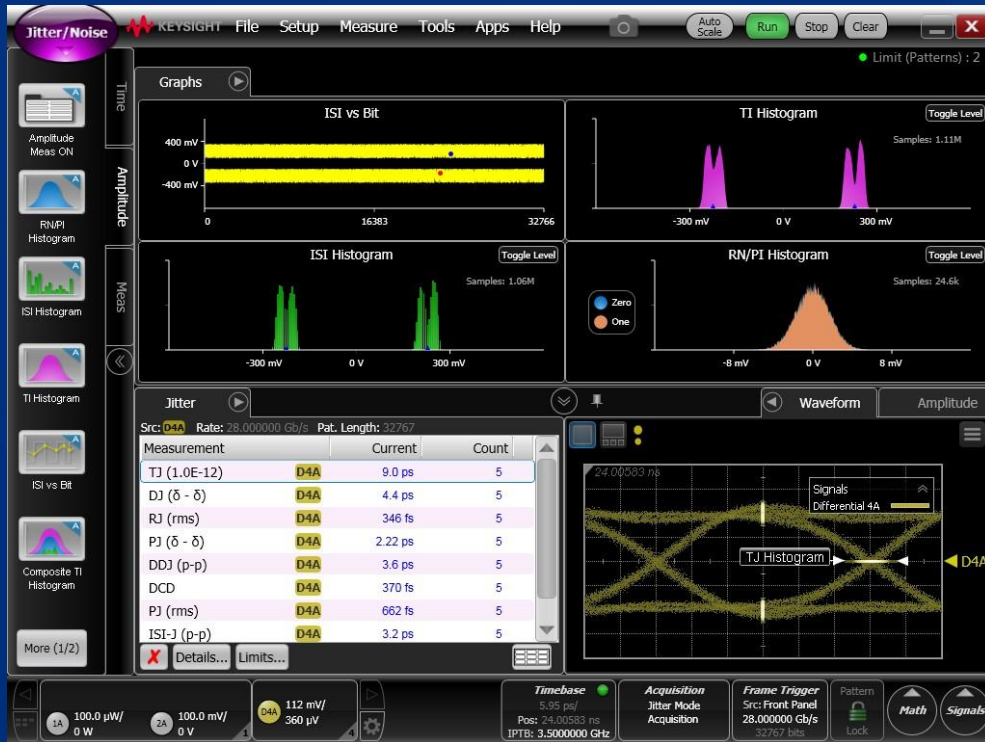 Jitter/Noise
KEYSIGHT File Setup Measure Tools Apps Help Auto Scale Run Stop Clear X
Limit (Patterns) : 2
Graphs
Time
Amplitude
Meas
Amplitude
Meas ON
RN/PI
Histogram
ISI Histogram
TI Histogram
ISI vs Bit
Composite TI
Histogram
More (1/2)
ISI vs Bit
400 mV
0 V
-400 mV
0 16383 32766
TI Histogram
Toggle Level
Samples: 1.11M
-300 mV 0 V 300 mV
ISI Histogram
Toggle Level
Samples: 1.06M
-300 mV 0 V 300 mV
RN/PI Histogram
Toggle Level
Samples: 24.6k
Zero
One
-8 mV 0 V 8 mV
Jitter
Src: D4A Rate: 28.000000 Gb/s Pat. Length: 32767
Measurement Current Count
TJ (1.0E-12) D4A 9.0 ps 5
DJ (δ - δ) D4A 4.4 ps 5
RJ (rms) D4A 346 fs 5
PJ (δ - δ) D4A 2.22 ps 5
DDJ (p-p) D4A 3.6 ps 5
DCD D4A 370 fs 5
PJ (rms) D4A 662 fs 5
ISI-J (p-p) D4A 3.2 ps 5
X Details... Limits...
Waveform Amplitude
24.00583 ns
Signals
Differential 4A
TJ Histogram
D4A
1A 100.0 µW/
0 W
2A 100.0 mV/
0 V
1
D4A 112 mV/
360 µV
4
Timebase
5.95 ps/
Pos: 24.00583 ns
IPTB: 3.5000000 GHz
Acquisition
Jitter Mode
Acquisition
Frame Trigger
Src: Front Panel
28.000000 Gb/s
32767 bits
Pattern
Lock
Math
Signals